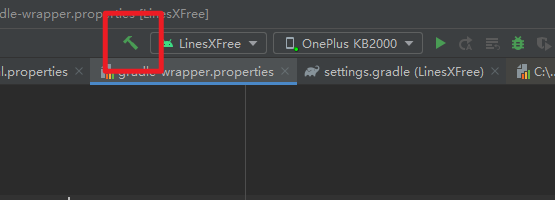 dle-wrapper.properties [LinesXFree]
LinesXFree
OnePlus KB2000
l.properties
gradle-wrapper.properties
settings.gradle (LinesXFree)
C:\...